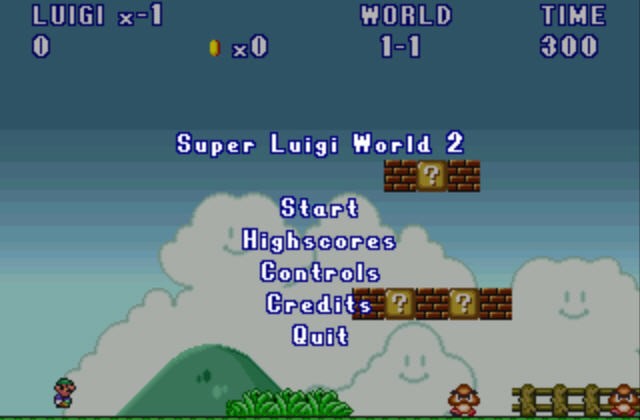 LUIGI x-1 WORLD TIME
0 x0 1-1 300
Super Luigi World 2
?
Start
Highscores
Controls
Credits ? ?
Quit